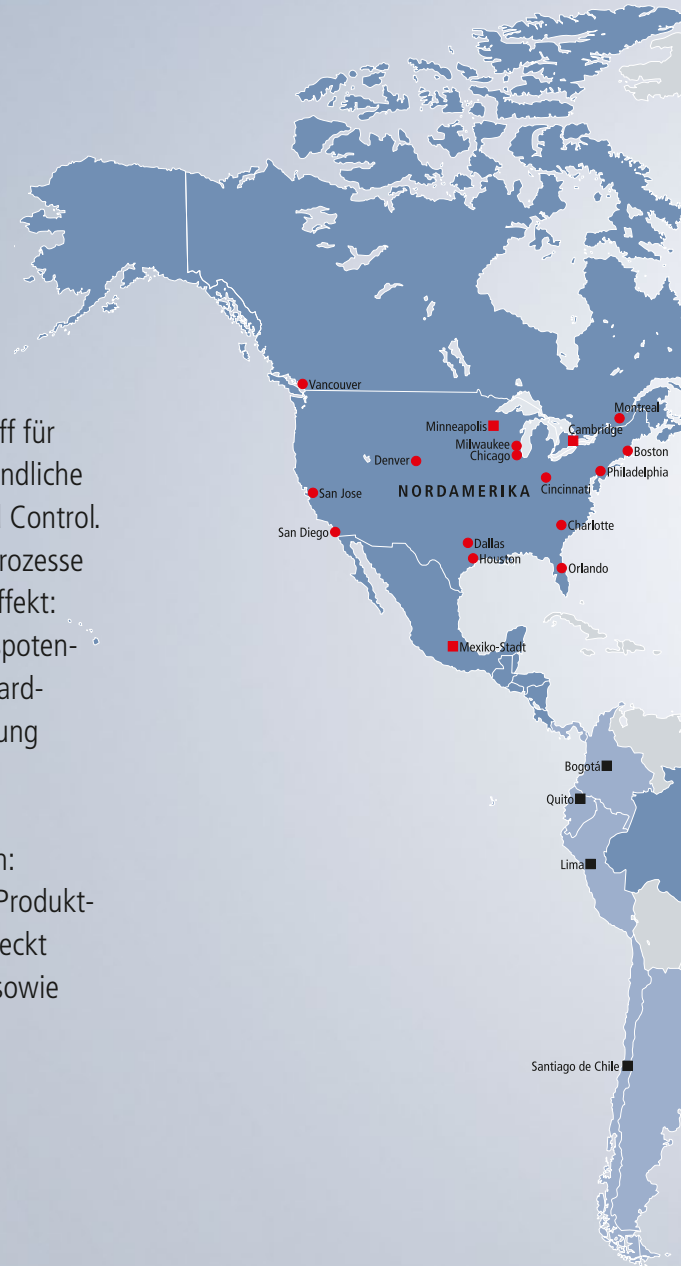 ff für
ndliche
l Control.
rozesse
ffekt:
spoten-
ard-
ung
n:
Produkt-
eckt
sowie
Vancouver
Montreal
Minneapolis
Cambridge
Milwaukee
Boston
Chicago
Denver
Philadelphia
Cincinnati
NORDAMERIKA
San Jose
Charlotte
San Diego
Dallas
Houston
Orlando
Mexiko-Stadt
Bogotá
Quito
Lima
Santiago de Chile